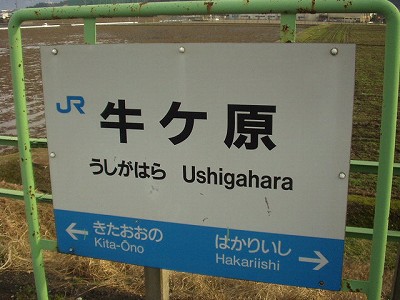 JR
牛ケ原
うしがはら Ushigahara
← きたおおの
Kita-Ōno
はかりいし →
Hakariishi